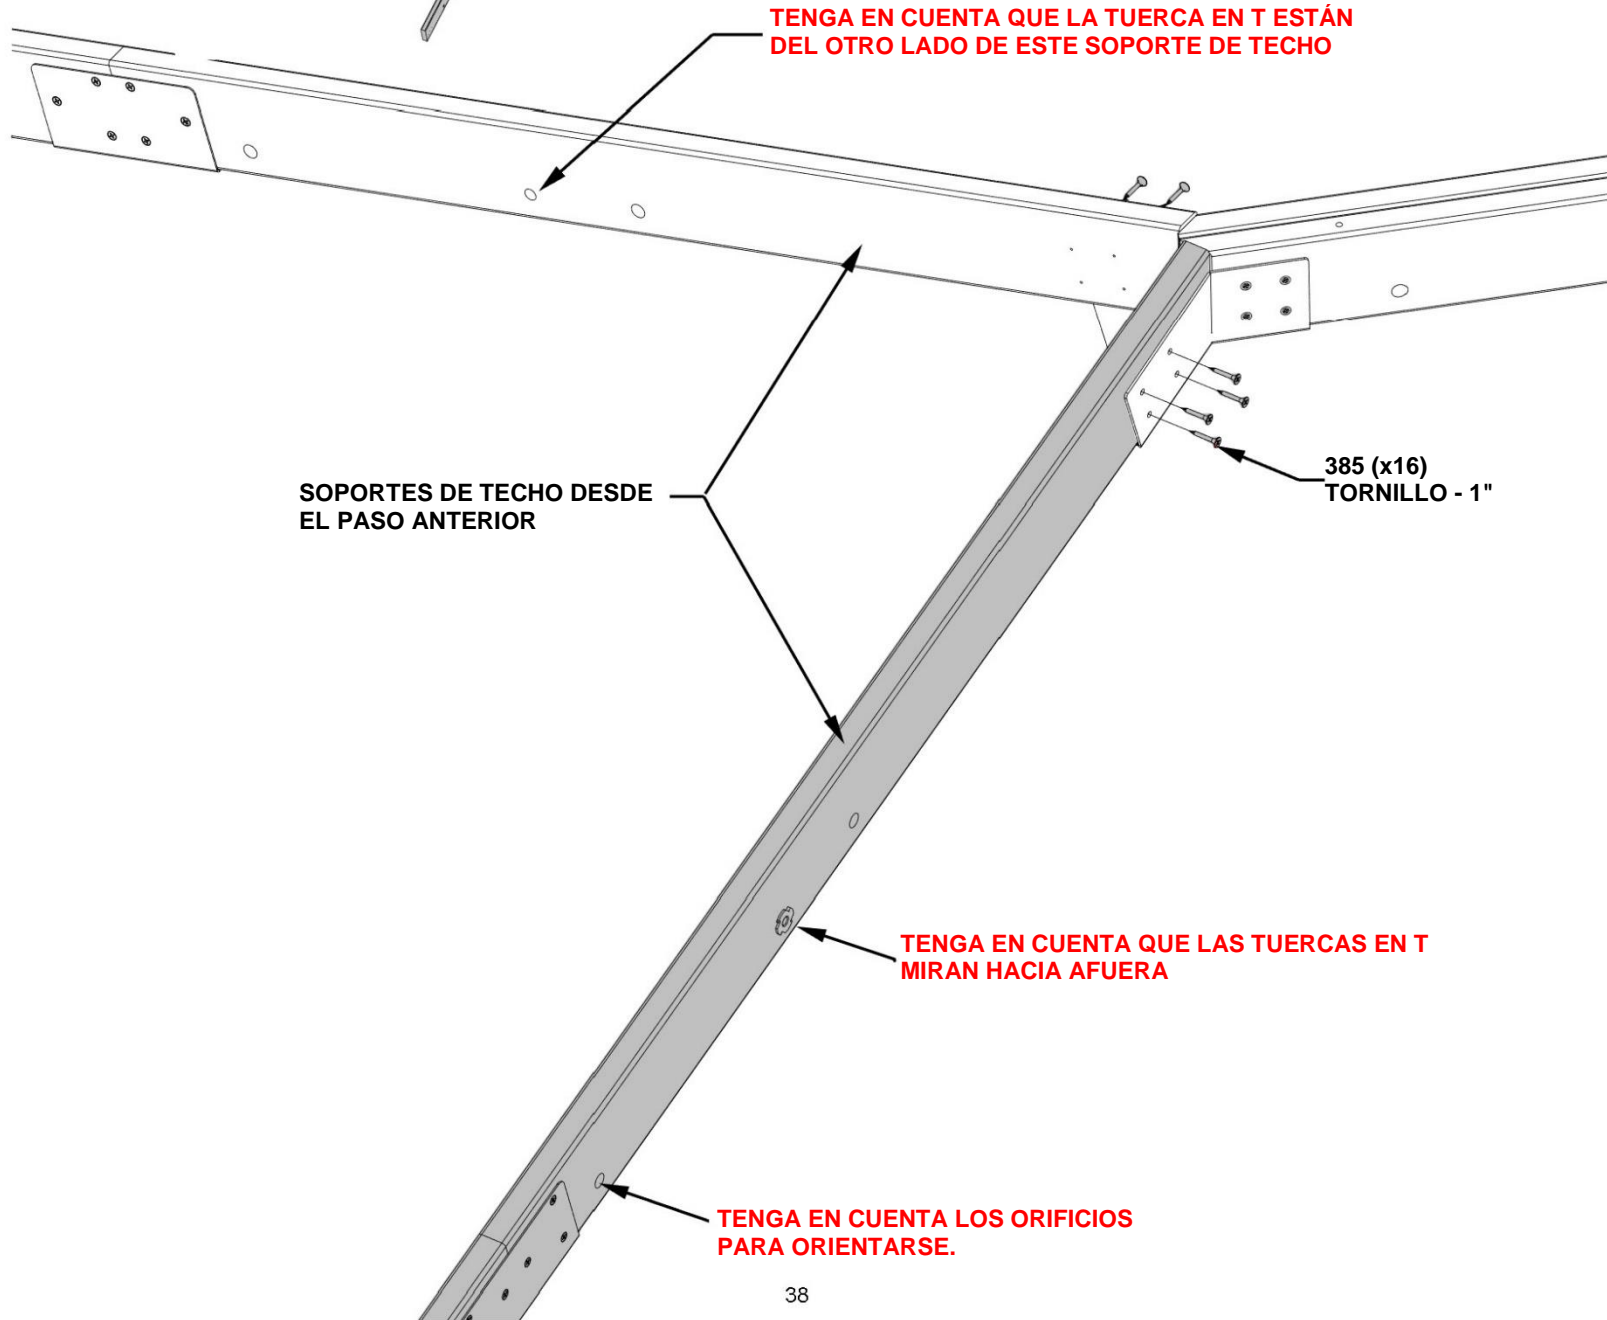 TENGA EN CUENTA QUE LA TUERCA EN T ESTÁN
DEL OTRO LADO DE ESTE SOPORTE DE TECHO
SOPORTES DE TECHO DESDE
EL PASO ANTERIOR
385 (x16)
TORNILLO - 1"
TENGA EN CUENTA QUE LAS TUERCAS EN T
MIRAN HACIA AFUERA
TENGA EN CUENTA LOS ORIFICIOS
PARA ORIENTARSE.
38